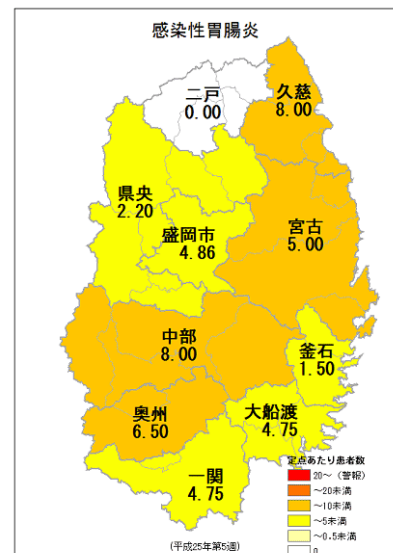 感染性胃腸炎
二戸
0.00
久慈
8.00
県央
2.20
盛岡市
4.86
宮古
5.00
中部
8.00
釜石
1.50
奥州
6.50
大船渡
4.75
一関
4.75
定点あたり患者数
20～（警報）
～20未満
～10未満
～5未満
～0.5未満
0
(平成25年第5週)